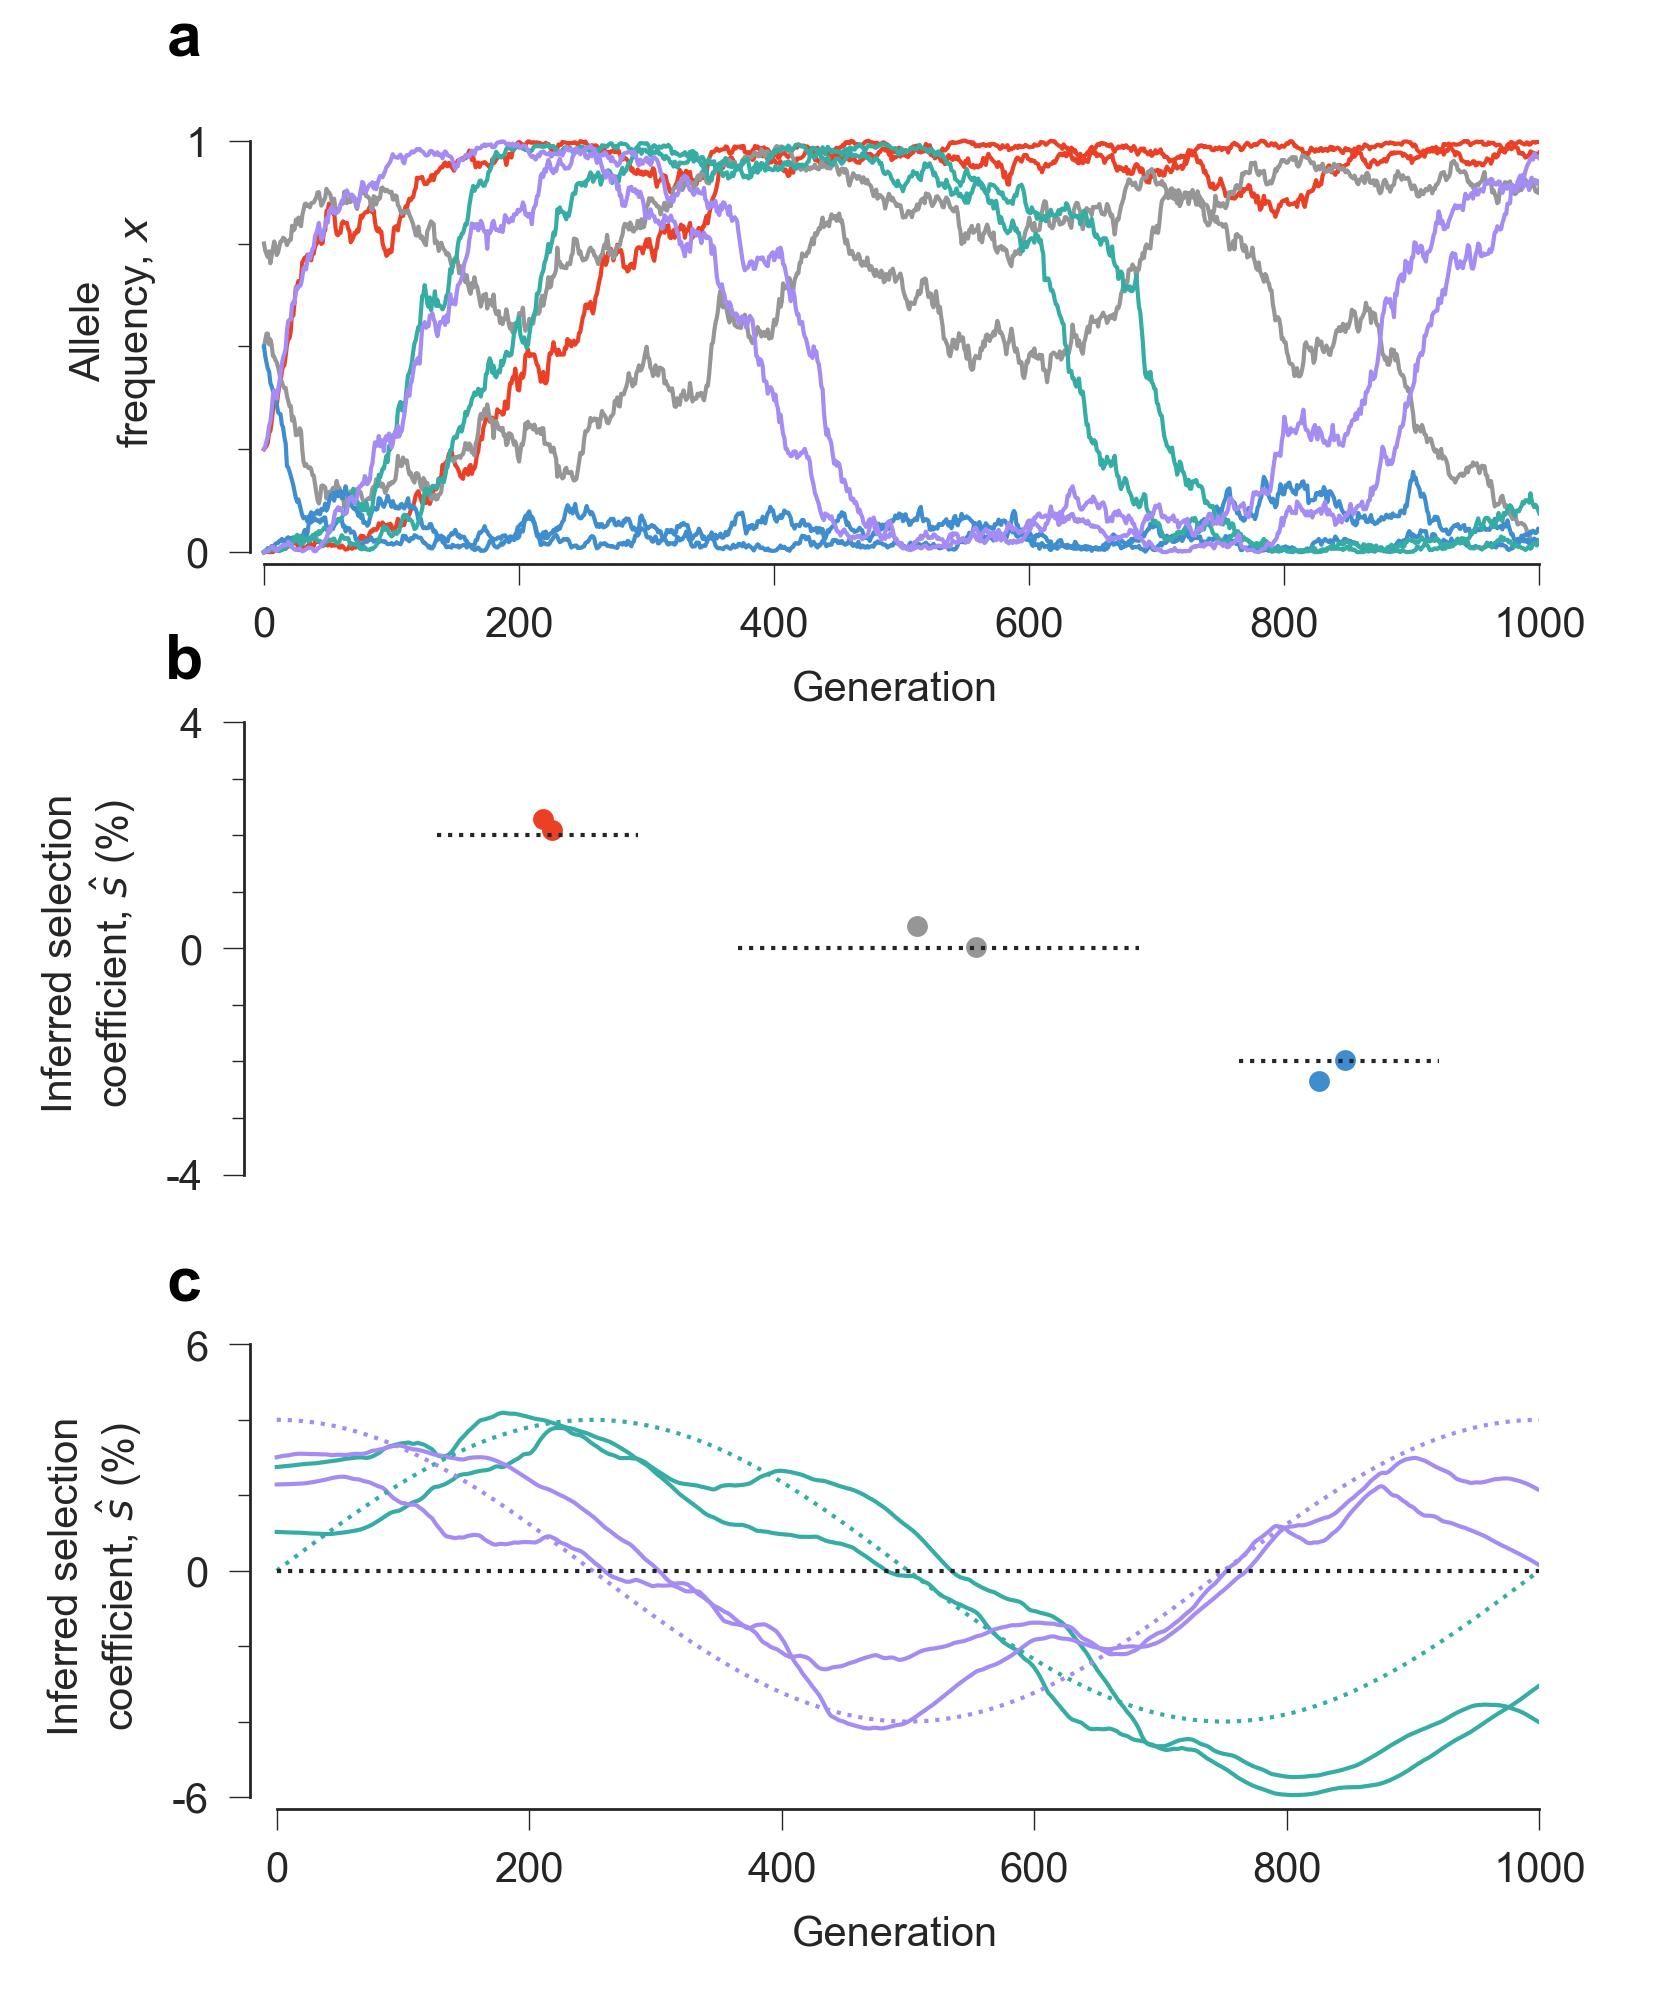 a
1
0
Allele
frequency, x
0 200 400 600 800 1000
Generation
b
4
0
-4
Inferred selection
coefficient, ŝ (%)
c
6
0
-6
Inferred selection
coefficient, ŝ (%)
0 200 400 600 800 1000
Generation